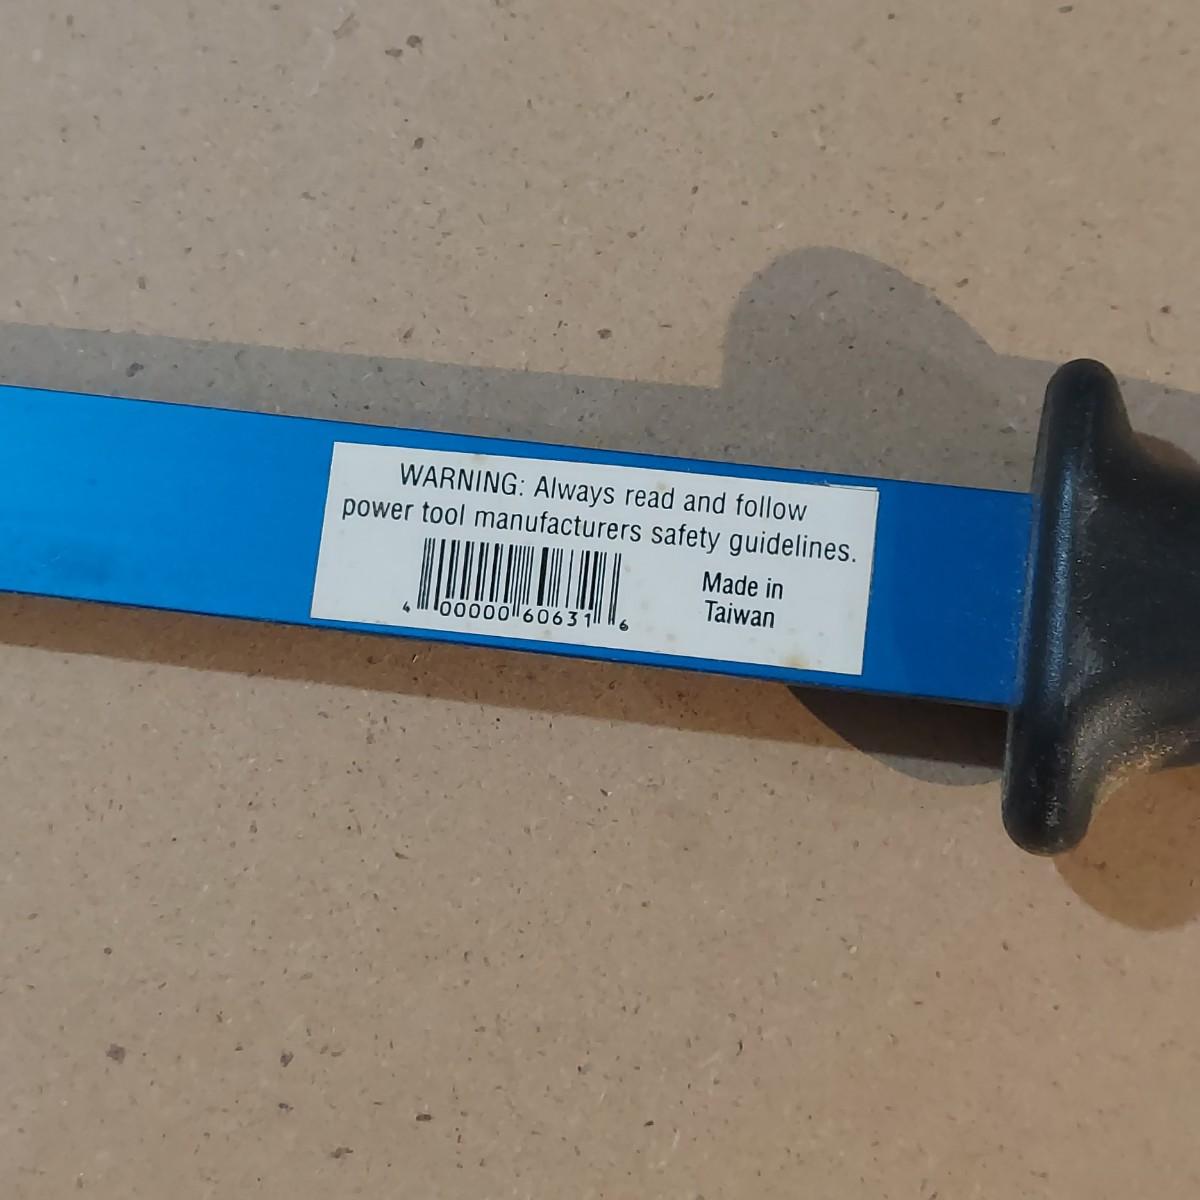 WARNING: Always read and follow
power tool manufacturers safety guidelines.
Made in
Taiwan
4 00000 60631 6